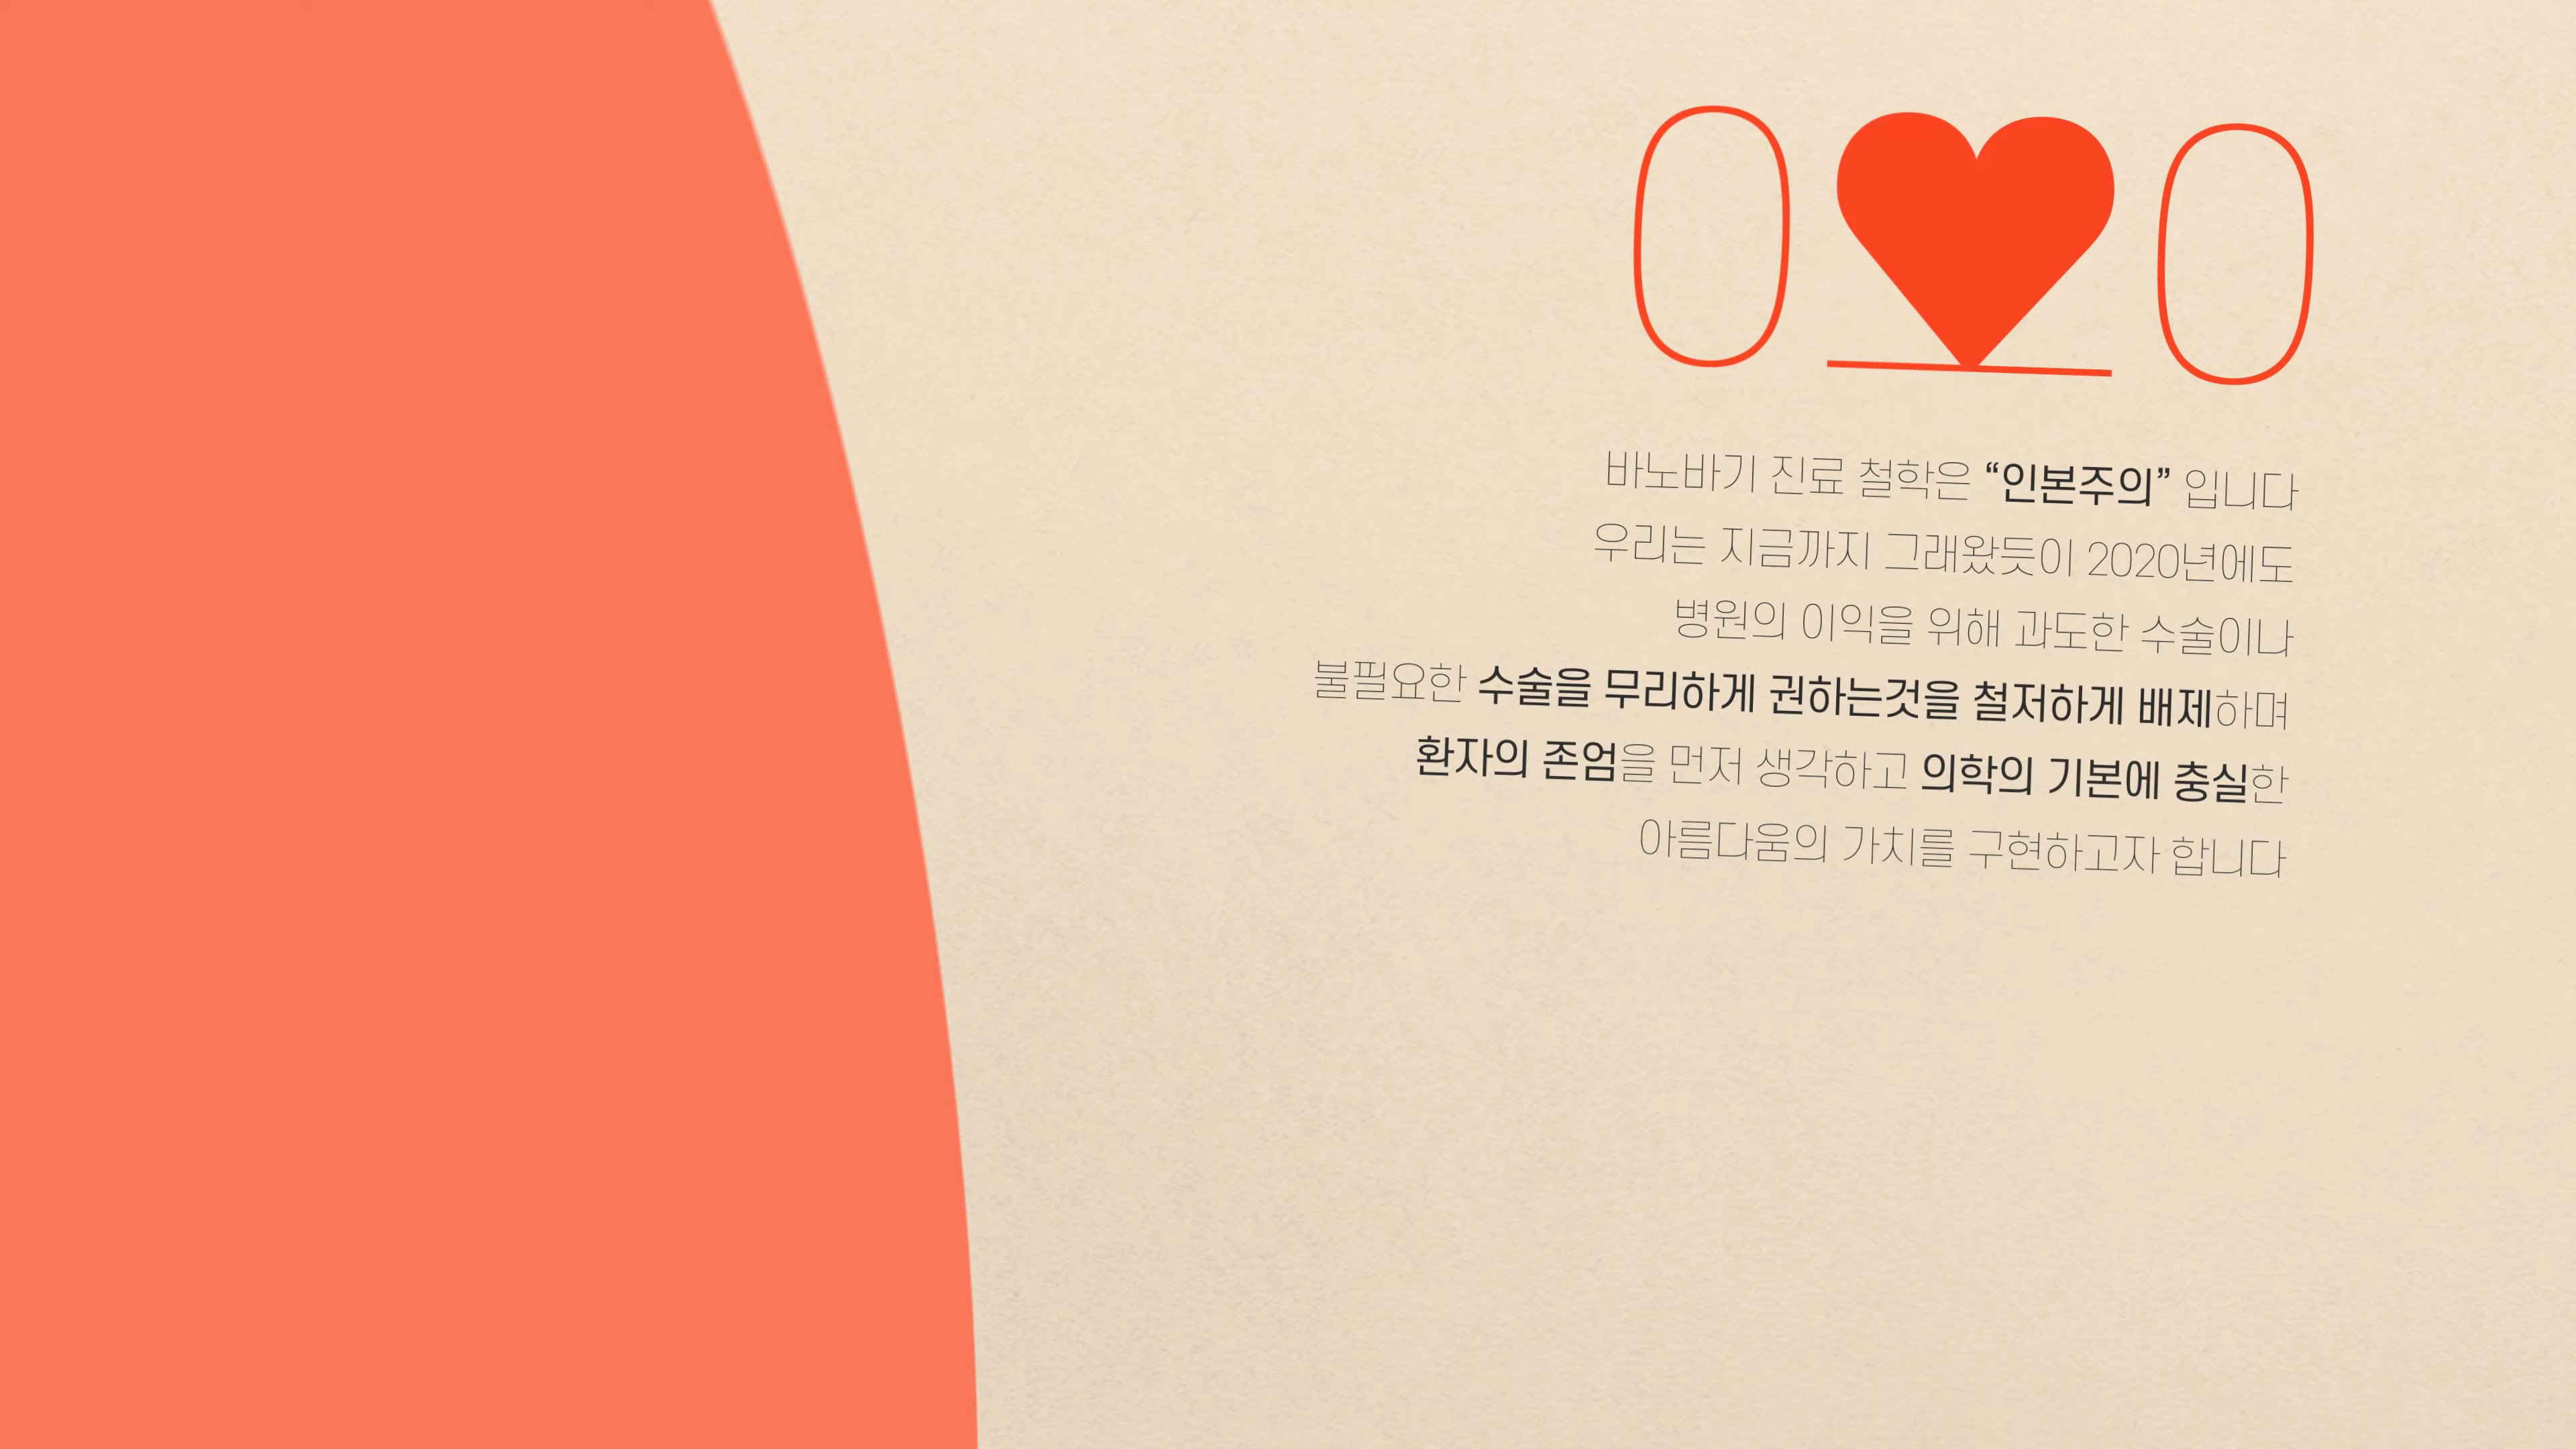 0♥0
바노바기 진료 철학은 “인본주의” 입니다
우리는 지금까지 그래왔듯이 2020년에도
병원의 이익을 위해 과도한 수술이나
불필요한 수술을 무리하게 권하는것을 철저하게 배제하며
환자의 존엄을 먼저 생각하고 의학의 기본에 충실한
아름다움의 가치를 구현하고자 합니다